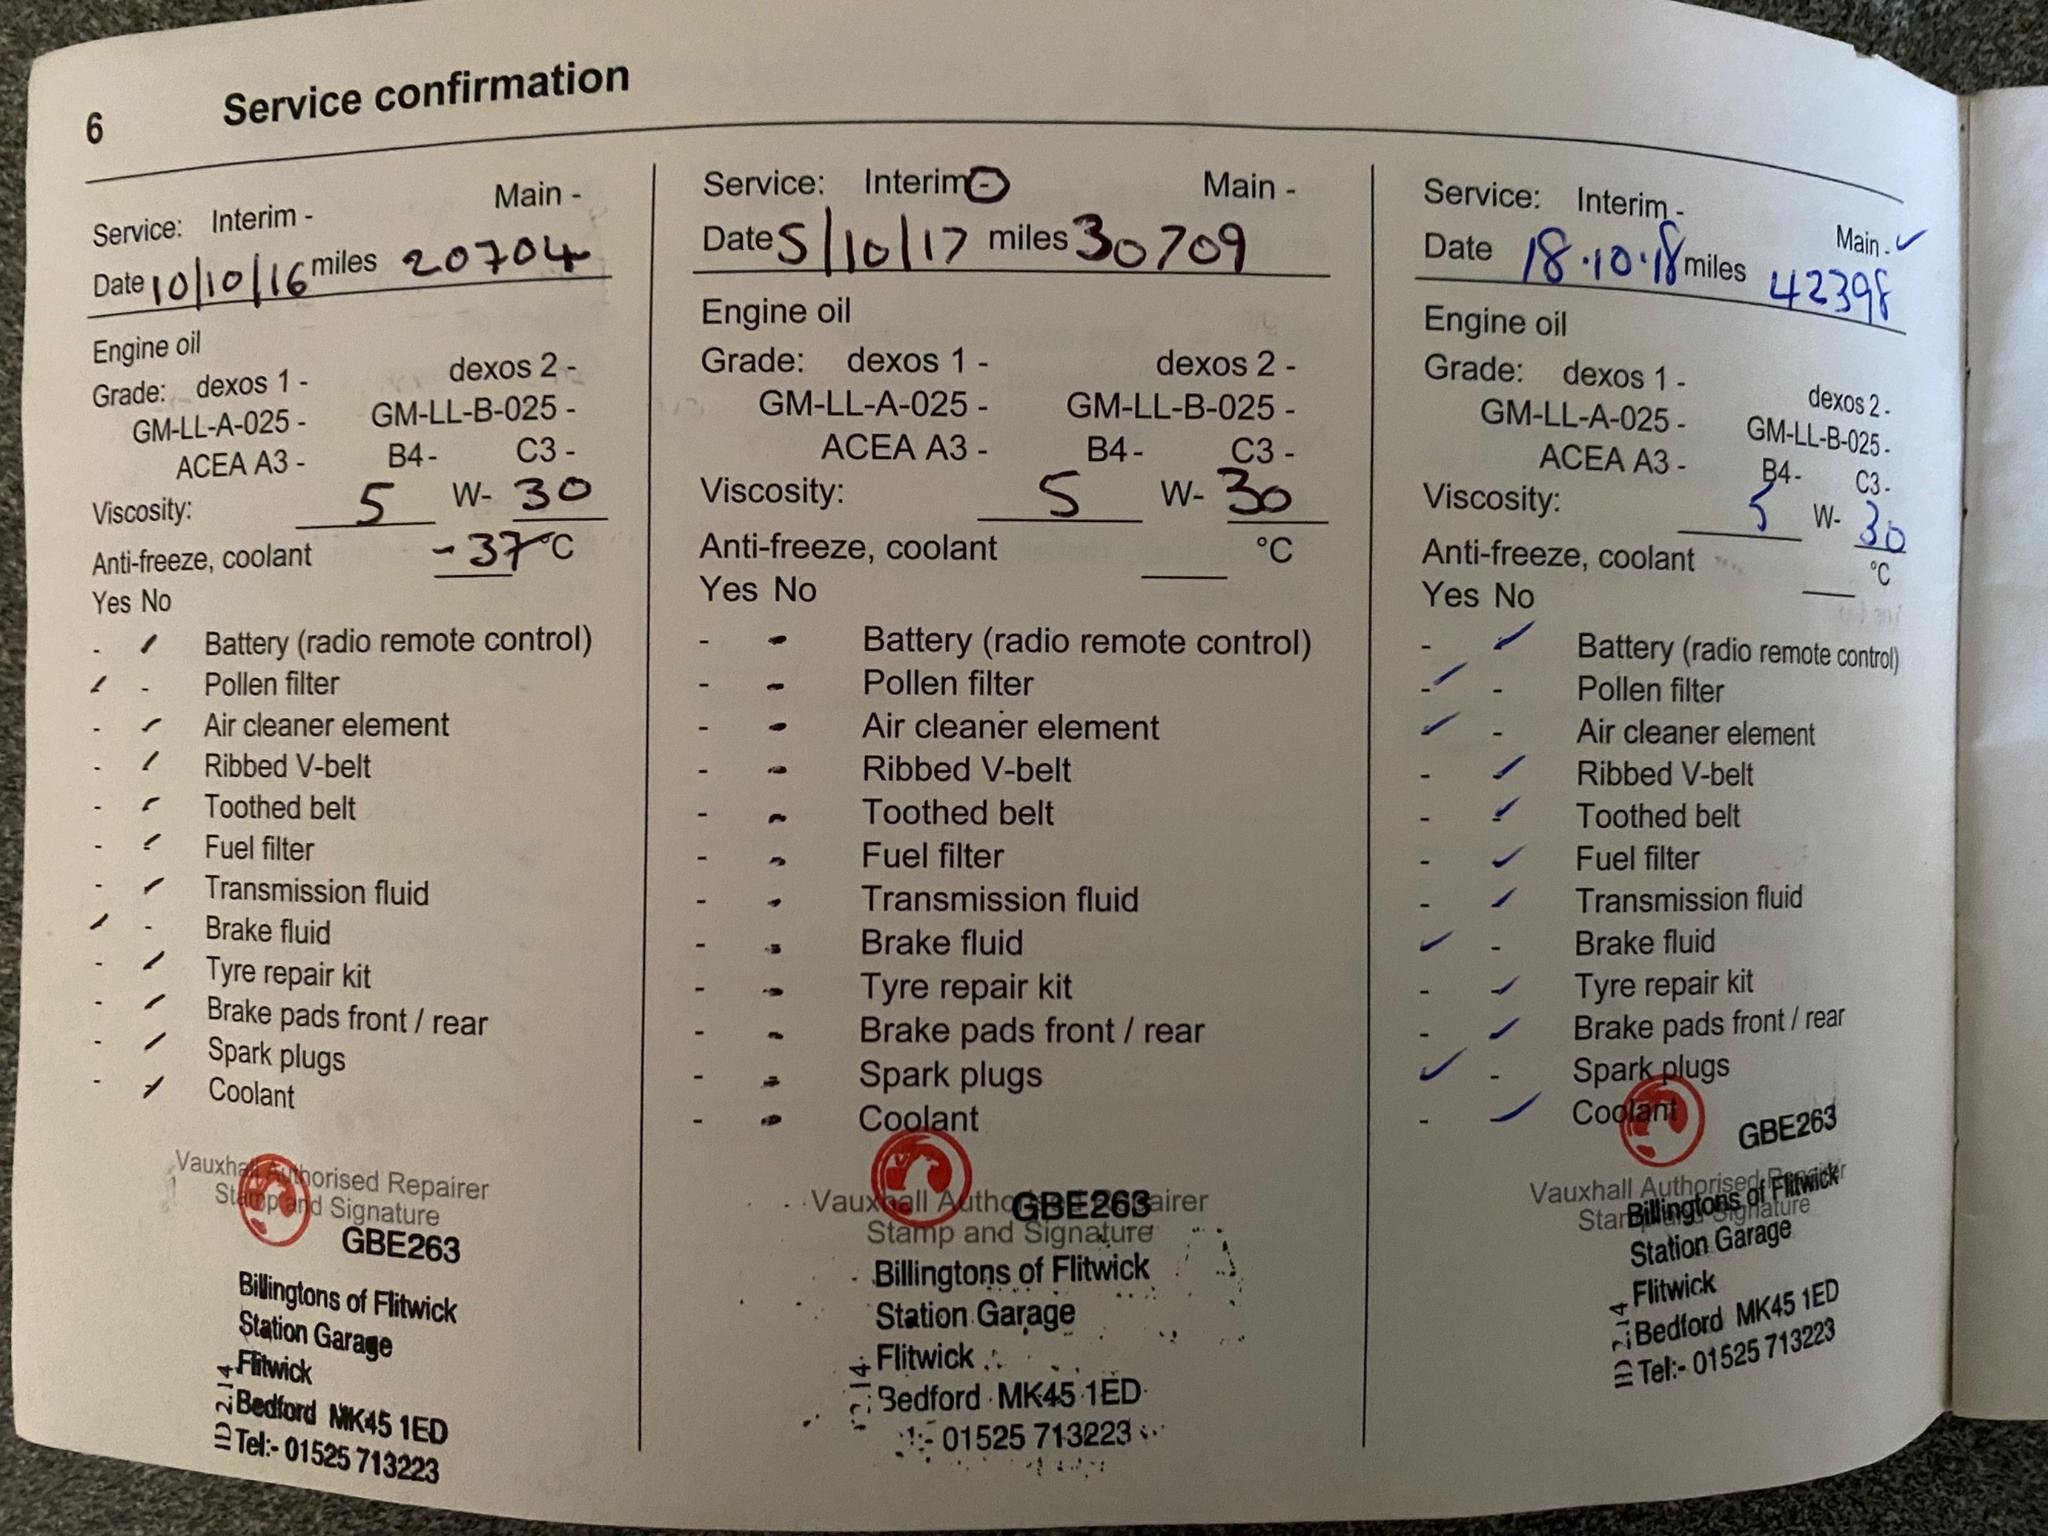 6 Service confirmation
Service: Interim - Main -
Date 10/10/16 miles 20704
Engine oil
Grade: dexos 1 - dexos 2 -
GM-LL-A-025 - GM-LL-B-025 -
ACEA A3 - B4 - C3 -
Viscosity: 5 W- 30
Anti-freeze, coolant -37 °C
Yes No
- ✓ Battery (radio remote control)
✓ - Pollen filter
- ✓ Air cleaner element
- ✓ Ribbed V-belt
- ✓ Toothed belt
- ✓ Fuel filter
- ✓ Transmission fluid
✓ - Brake fluid
- ✓ Tyre repair kit
- ✓ Brake pads front / rear
- ✓ Spark plugs
- ✓ Coolant
Vauxhall Authorised Repairer
Stamp and Signature
GBE263
Billingtons of Flitwick
Station Garage
Flitwick
Bedford MK45 1ED
Tel:- 01525 713223
Service: Interim - Main -
Date 5/10/17 miles 30709
Engine oil
Grade: dexos 1 - dexos 2 -
GM-LL-A-025 - GM-LL-B-025 -
ACEA A3 - B4 - C3 -
Viscosity: 5 W- 30
Anti-freeze, coolant °C
Yes No
- - Battery (radio remote control)
- - Pollen filter
- - Air cleaner element
- - Ribbed V-belt
- - Toothed belt
- - Fuel filter
- - Transmission fluid
- - Brake fluid
- - Tyre repair kit
- - Brake pads front / rear
- - Spark plugs
- - Coolant
Vauxhall Authorised Repairer
GBE263
Stamp and Signature
Billingtons of Flitwick
Station Garage
Flitwick
Bedford MK45 1ED
01525 713223
Service: Interim - Main - ✓
Date 18.10.18 miles 42398
Engine oil
Grade: dexos 1 - dexos 2 -
GM-LL-A-025 - GM-LL-B-025 -
ACEA A3 - B4 - C3 -
Viscosity: 5 W- 30
Anti-freeze, coolant °C
Yes No
- ✓ Battery (radio remote control)
✓ - Pollen filter
✓ - Air cleaner element
- ✓ Ribbed V-belt
- ✓ Toothed belt
- ✓ Fuel filter
- ✓ Transmission fluid
✓ - Brake fluid
- ✓ Tyre repair kit
- ✓ Brake pads front / rear
✓ - Spark plugs
- ✓ Coolant
GBE263
Vauxhall Authorised Repairer
Stamp and Signature
Billingtons of Flitwick
Station Garage
Flitwick
Bedford MK45 1ED
Tel:- 01525 713223